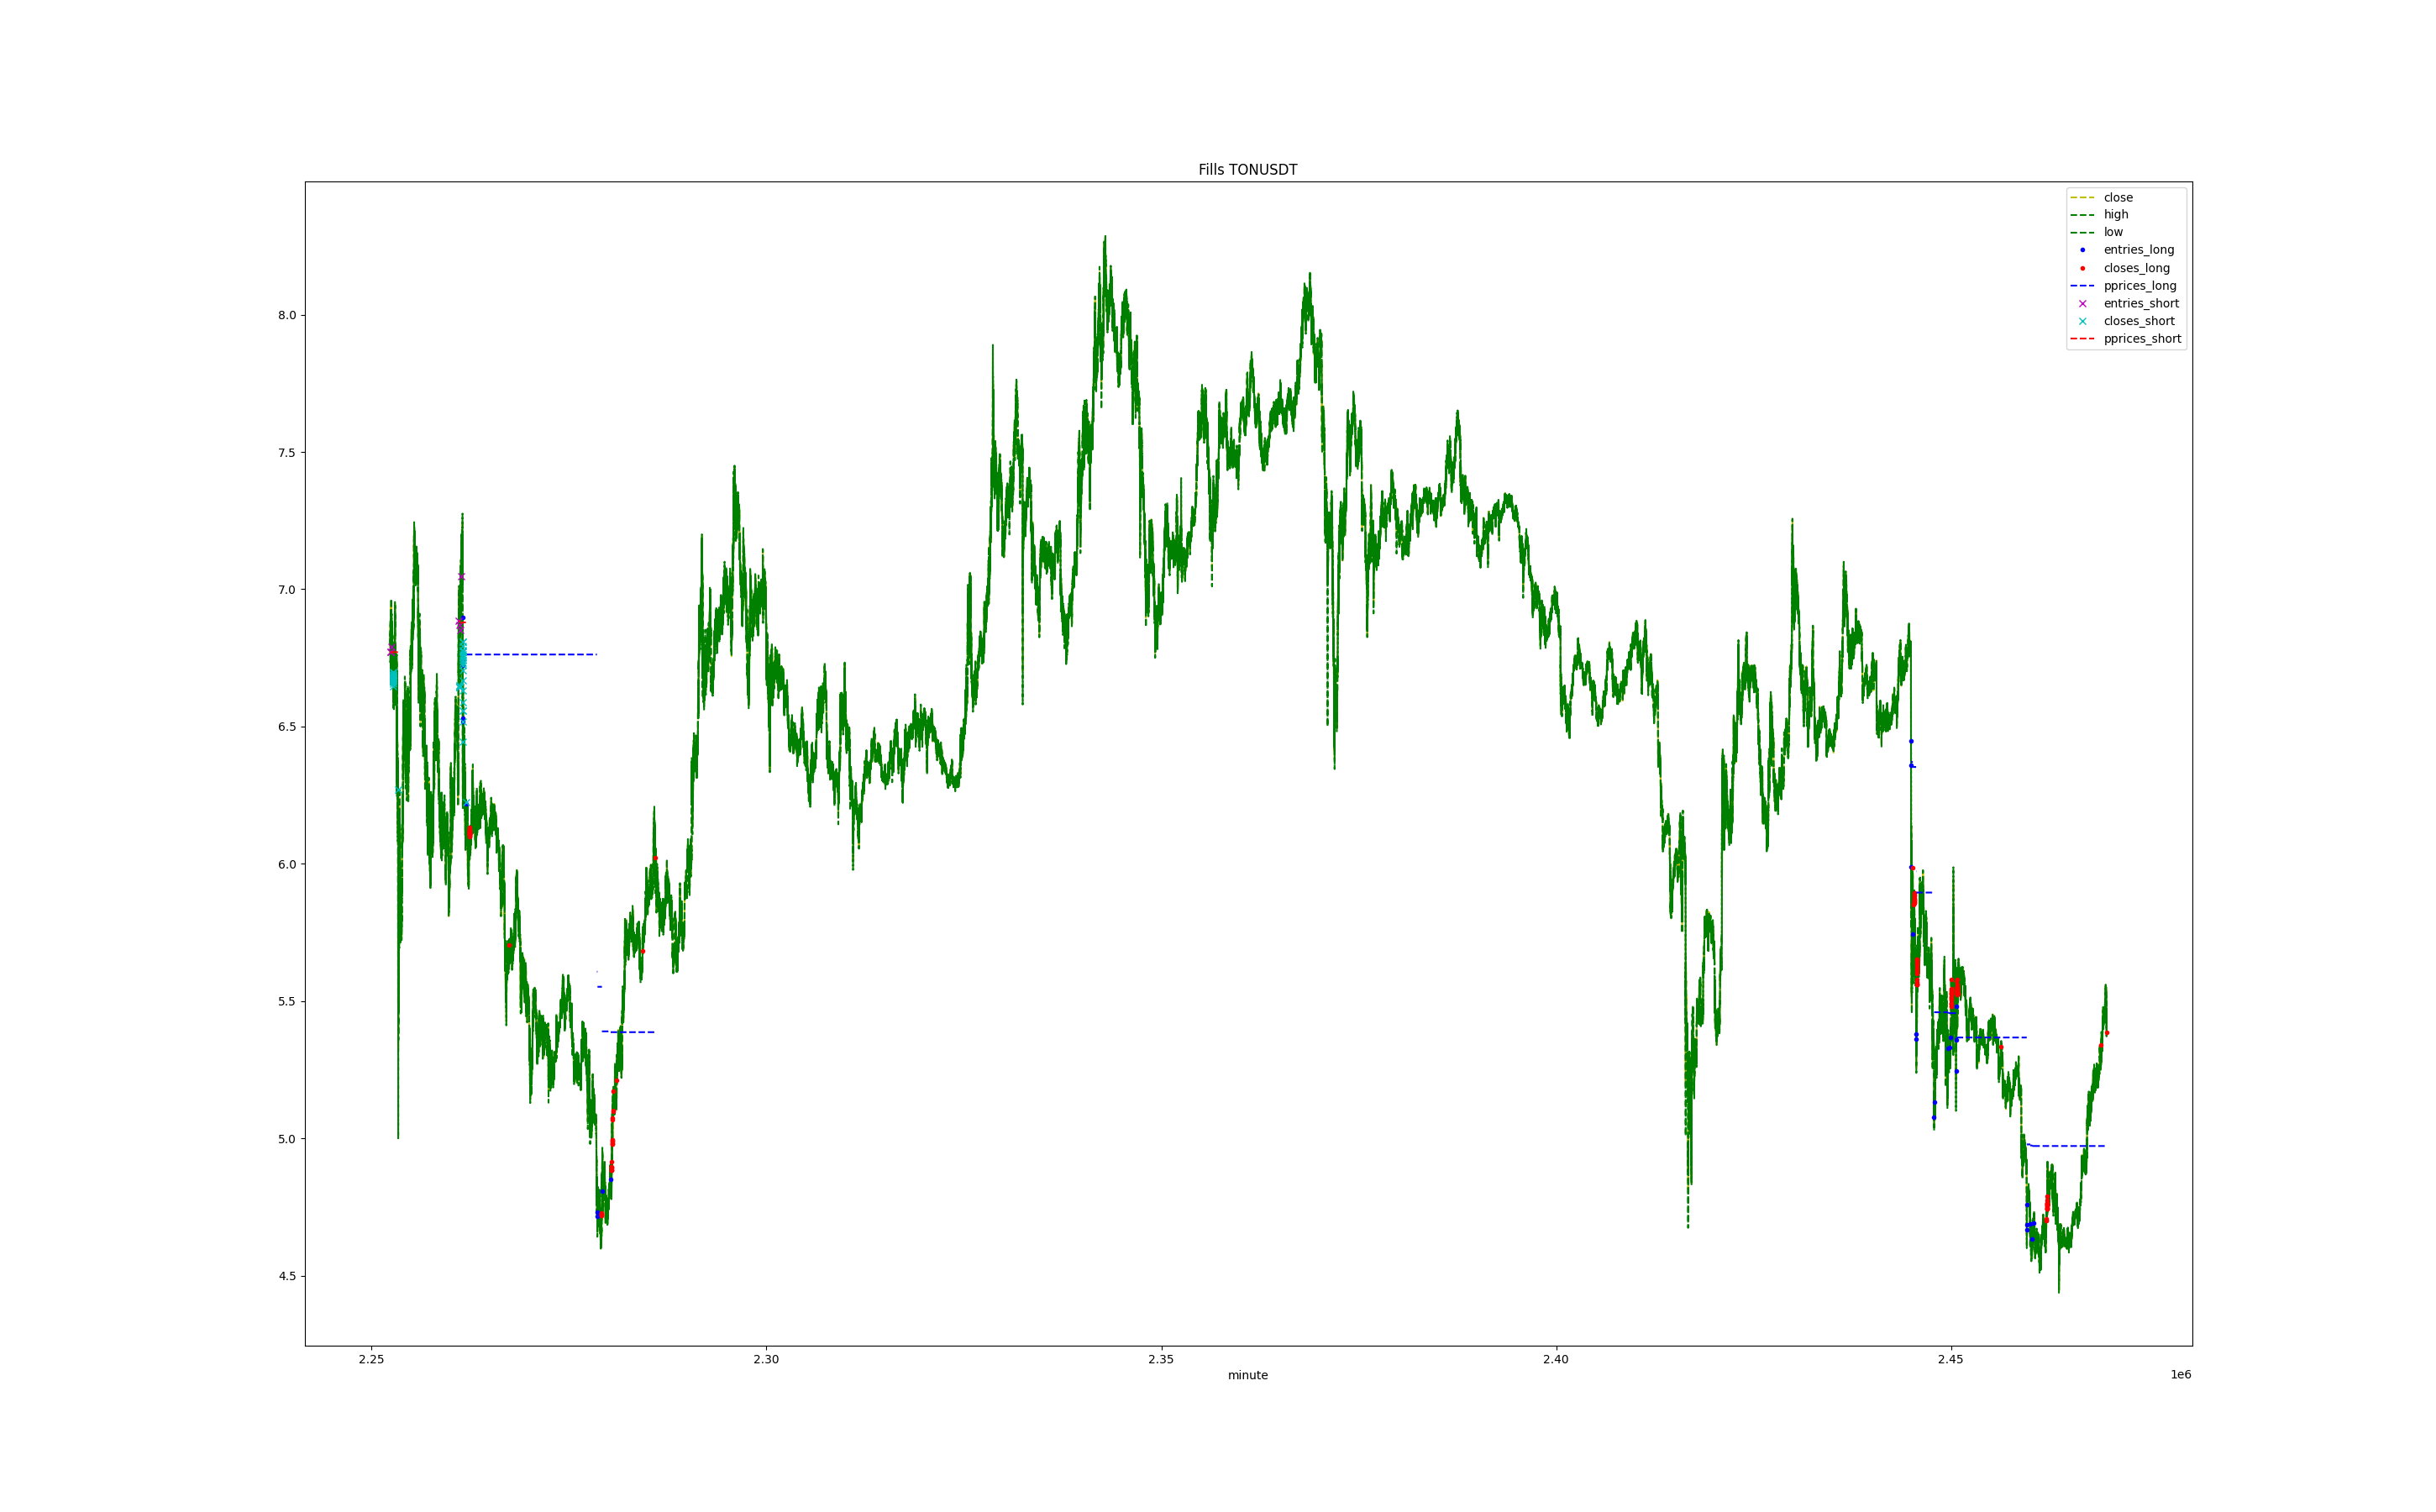 Fills TONUSDT
close
high
low
entries_long
closes_long
pprices_long
entries_short
closes_short
pprices_short
8.0
7.5
7.0
6.5
6.0
5.5
5.0
4.5
2.25 2.30 2.35 2.40 2.45
minute
1e6